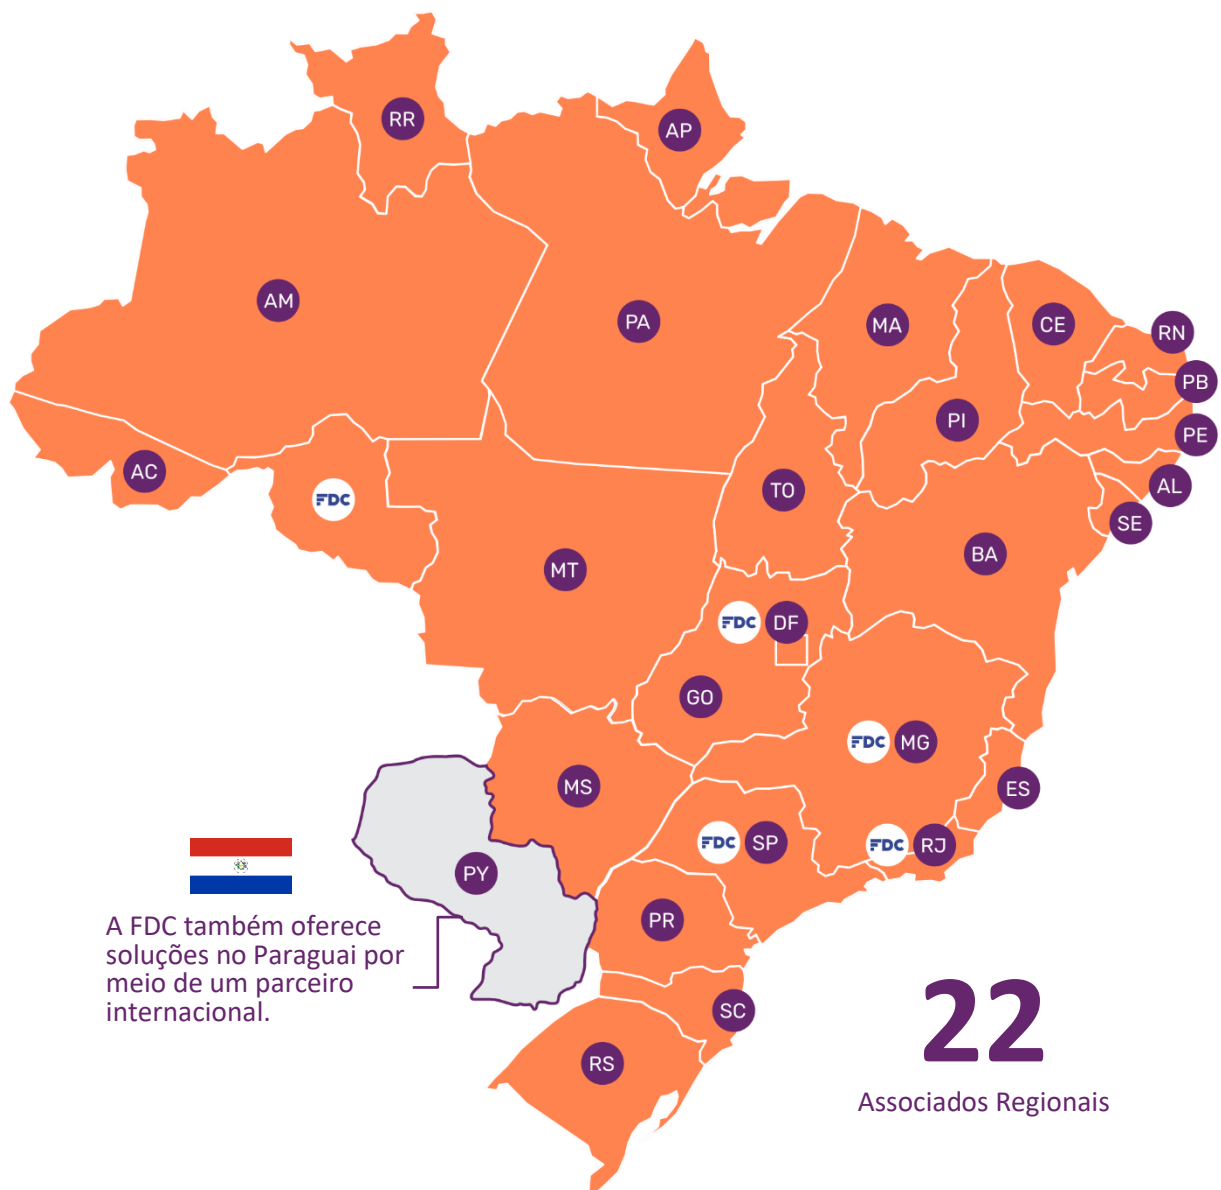 RR
AP
AM
PA
MA
CE
RN
PB
PI
PE
AC
AL
TO
FDC
SE
BA
MT
FDC DF
GO
FDC MG
MS
ES
FDC SP
FDC RJ
PY
A FDC também oferece
soluções no Paraguai por
meio de um parceiro
internacional.
PR
SC
22
RS
Associados Regionais